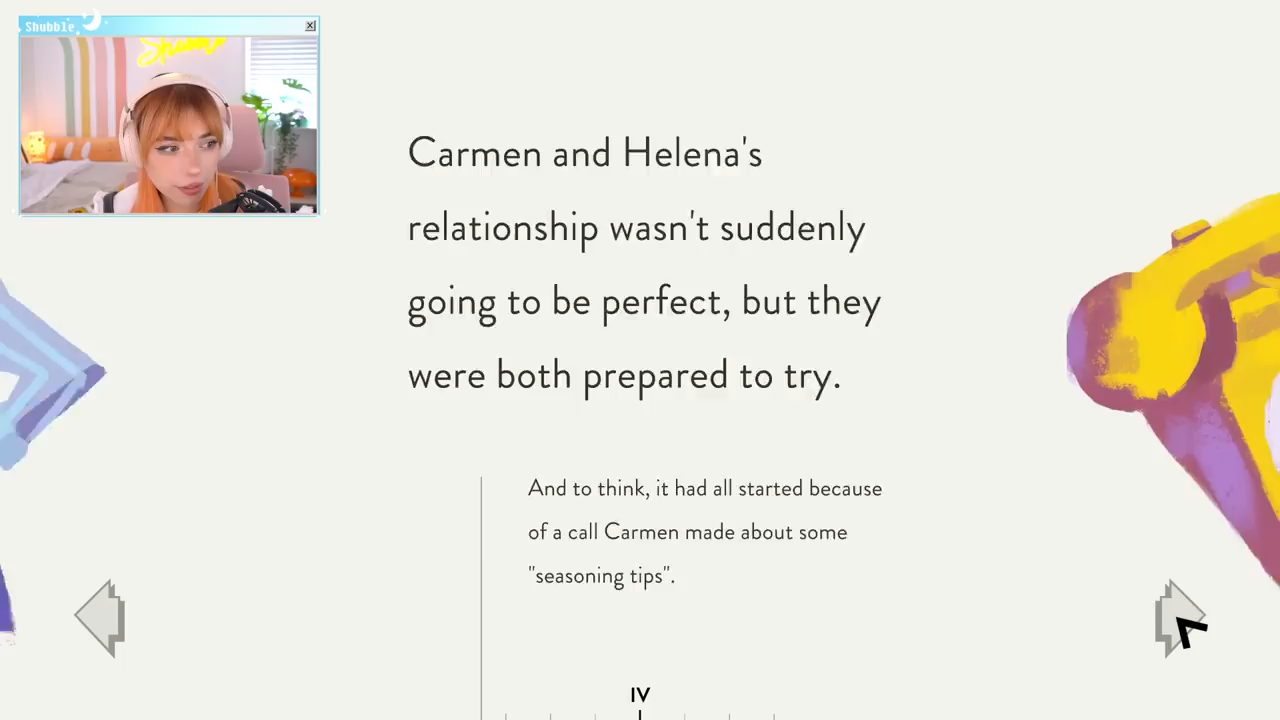 Shubble
Shubble
Carmen and Helena's
relationship wasn't suddenly
going to be perfect, but they
were both prepared to try.
And to think, it had all started because
of a call Carmen made about some
"seasoning tips".
IV